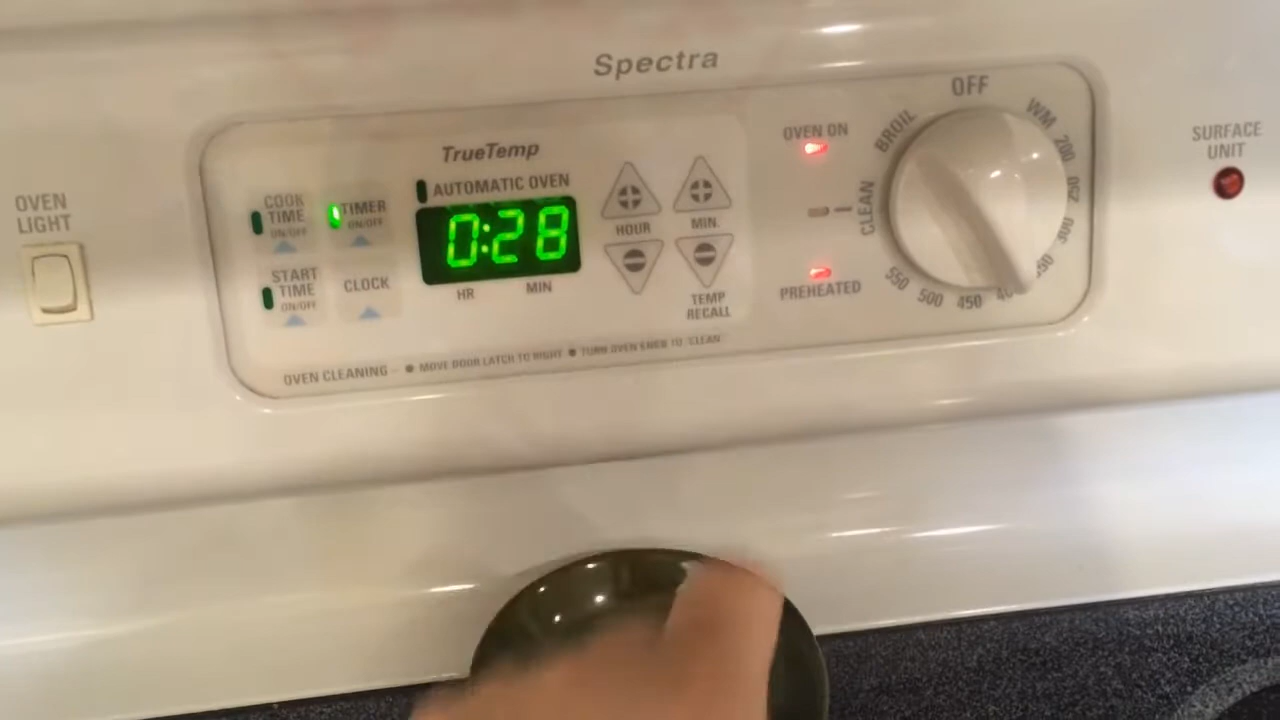 Spectra
OVEN
LIGHT
TrueTemp
AUTOMATIC OVEN
COOK
TIME
ON/OFF
TIMER
ON/OFF
0:28
HR MIN
START
TIME
ON/OFF
CLOCK
HOUR
MIN.
TEMP
RECALL
OVEN CLEANING - ● MOVE DOOR LATCH TO RIGHT ● TURN OVEN KNOB TO CLEAN
OVEN ON
PREHEATED
OFF
WM
200
250
300
450
500
550
CLEAN
BROIL
SURFACE
UNIT